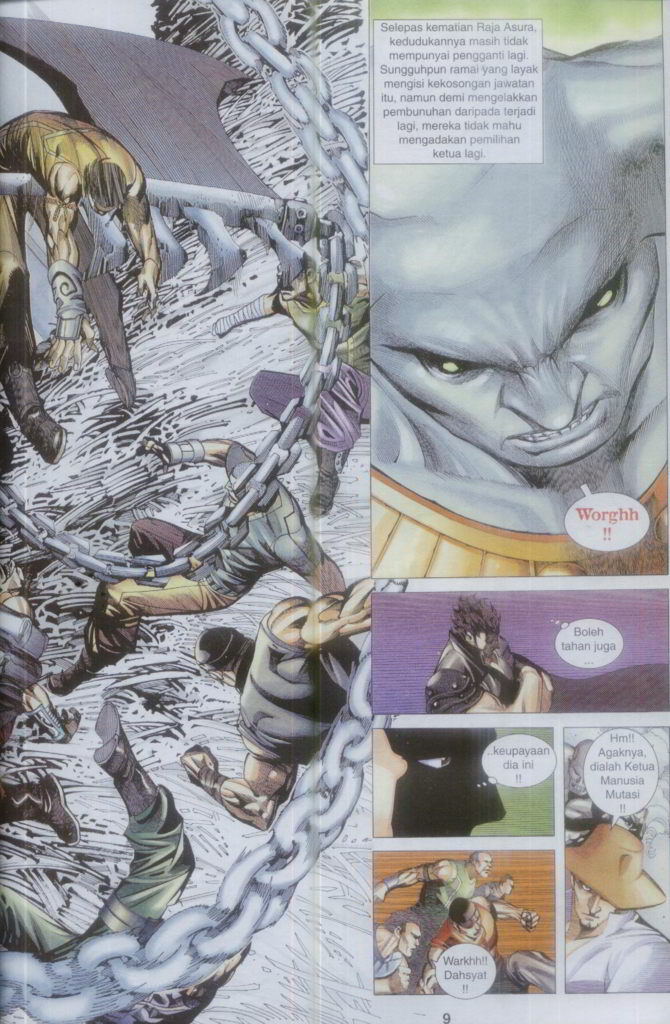 Selepas kematian Raja Asura,
kedudukannya masih tidak
mempunyai pengganti lagi.
Sungguhpun ramai yang layak
mengisi kekosongan jawatan
itu, namun demi mengelakkan
pembunuhan daripada terjadi
lagi, mereka tidak mahu
mengadakan pemilihan
ketua lagi.
Worghh
!!
Boleh
tahan juga
...
..keupayaan
dia ini
!!
Hm!!
Agaknya,
dialah Ketua
Manusia
Mutasi
!!
Warkhh!!
Dahsyat
!!
9